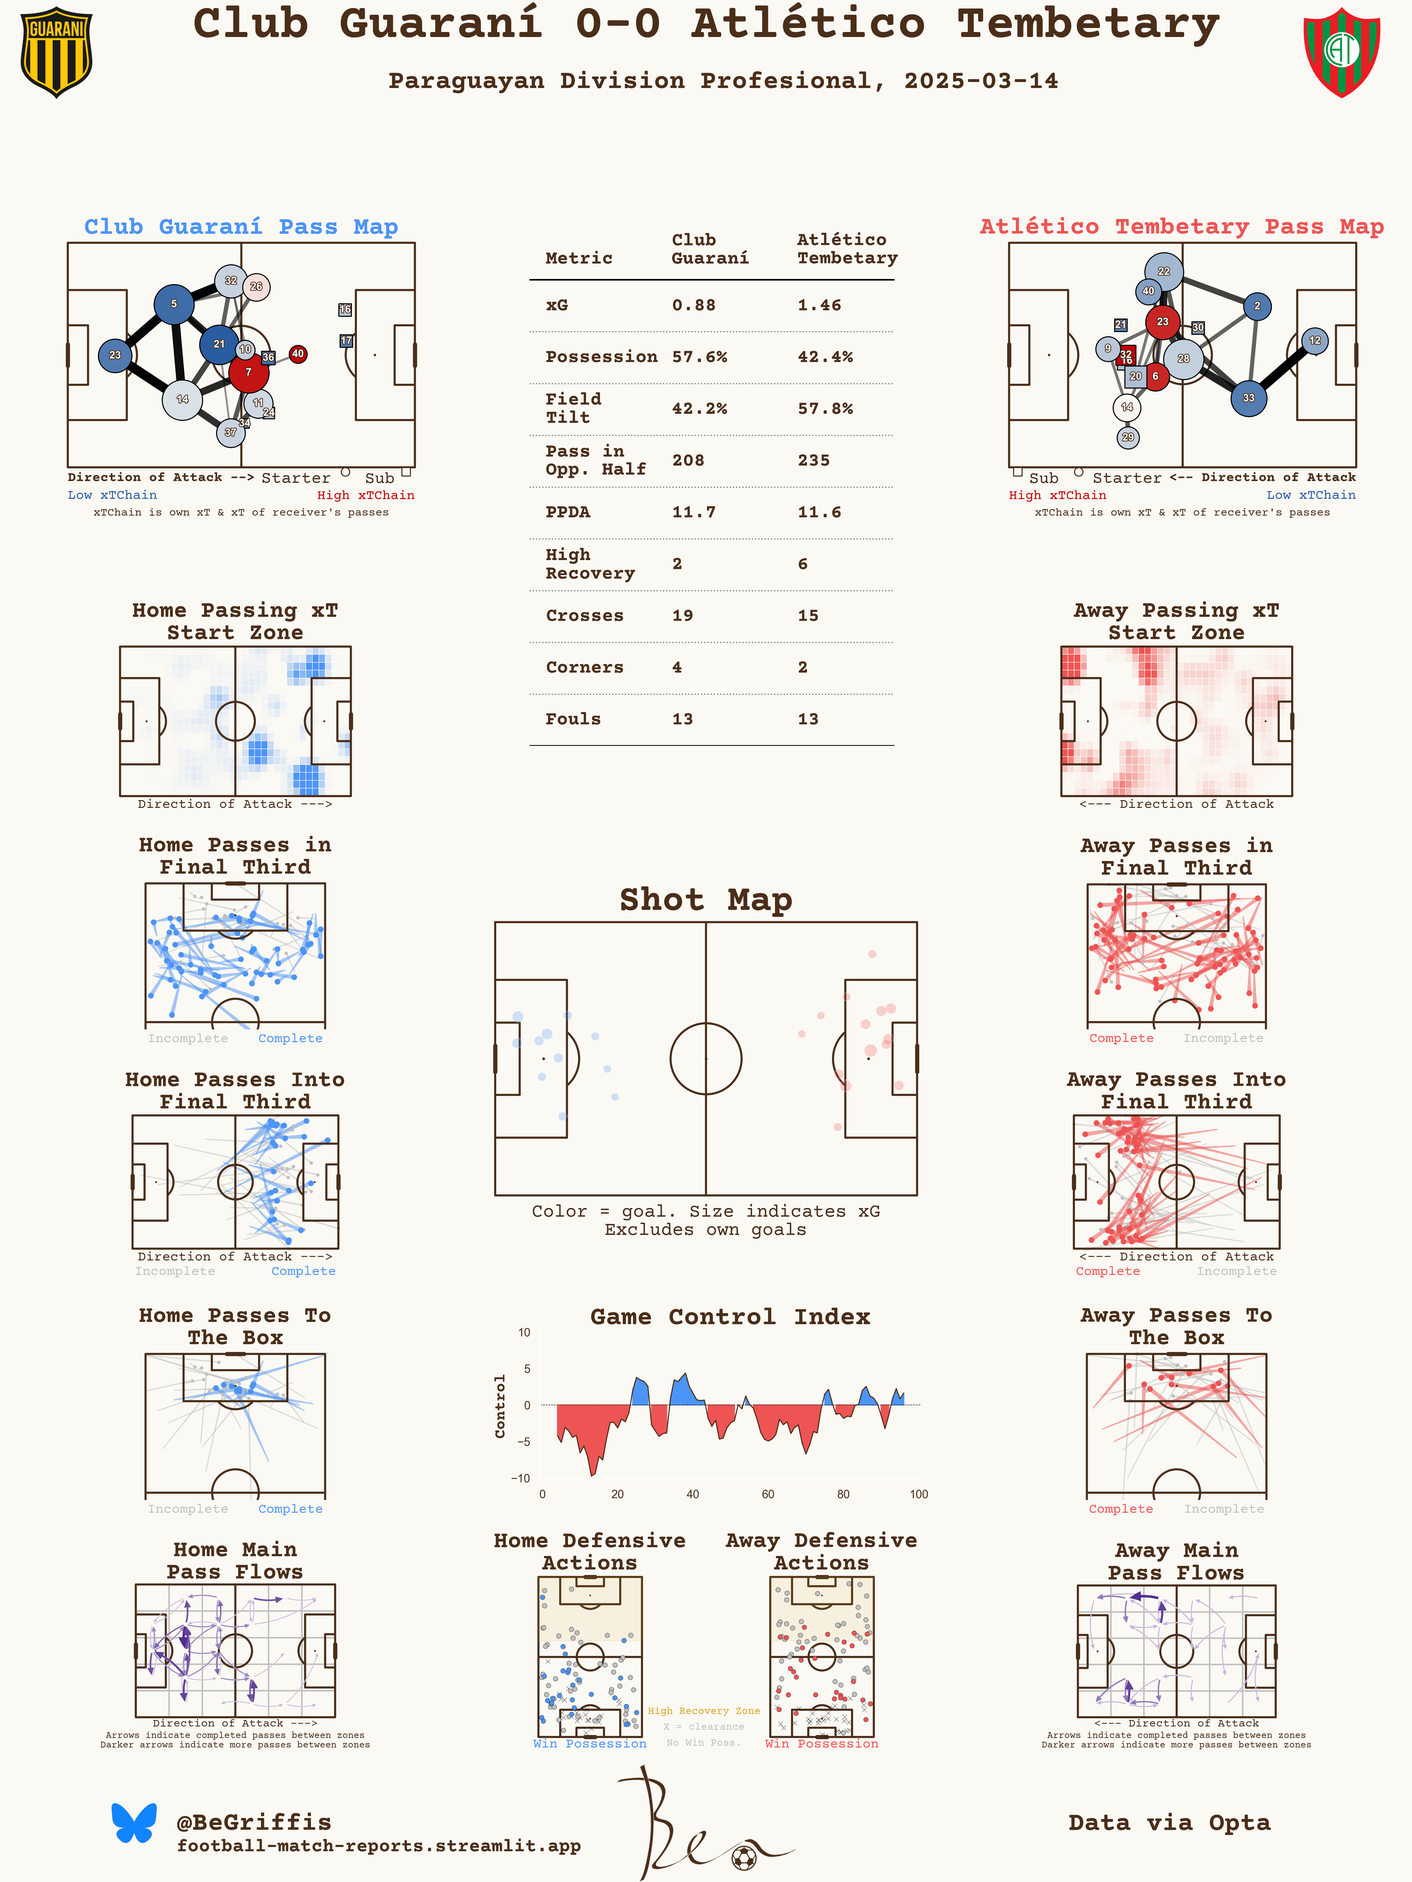 Club Guaraní 0-0 Atlético Tembetary
Paraguayan Division Profesional, 2025-03-14
GUARANI
CAT
Club Guaraní Pass Map
32
26
5
16
21
10
17
23
36
40
7
14
11
24
34
37
Direction of Attack --> Starter Sub
Low xTChain High xTChain
xTChain is own xT & xT of receiver's passes
Metric Club Guaraní Atlético Tembetary
xG 0.88 1.46
Possession 57.6% 42.4%
Field Tilt 42.2% 57.8%
Pass in Opp. Half 208 235
PPDA 11.7 11.6
High Recovery 2 6
Crosses 19 15
Corners 4 2
Fouls 13 13
Atlético Tembetary Pass Map
22
40
2
21
23
30
12
9
32
16
28
20
6
33
14
29
Sub Starter <-- Direction of Attack
High xTChain Low xTChain
xTChain is own xT & xT of receiver's passes
Home Passing xT
Start Zone
Direction of Attack --->
Away Passing xT
Start Zone
<--- Direction of Attack
Home Passes in
Final Third
Incomplete Complete
Away Passes in
Final Third
Complete Incomplete
Shot Map
Color = goal. Size indicates xG
Excludes own goals
Home Passes Into
Final Third
Direction of Attack --->
Incomplete Complete
Away Passes Into
Final Third
<--- Direction of Attack
Complete Incomplete
Home Passes To
The Box
Incomplete Complete
Game Control Index
Control
10
5
0
−5
−10
0 20 40 60 80 100
Away Passes To
The Box
Complete Incomplete
Home Main
Pass Flows
Direction of Attack --->
Arrows indicate completed passes between zones
Darker arrows indicate more passes between zones
Home Defensive
Actions
Win Possession
High Recovery Zone
X = clearance
No Win Poss.
Away Defensive
Actions
Win Possession
Away Main
Pass Flows
<--- Direction of Attack
Arrows indicate completed passes between zones
Darker arrows indicate more passes between zones
@BeGriffis
football-match-reports.streamlit.app
Ben
Data via Opta